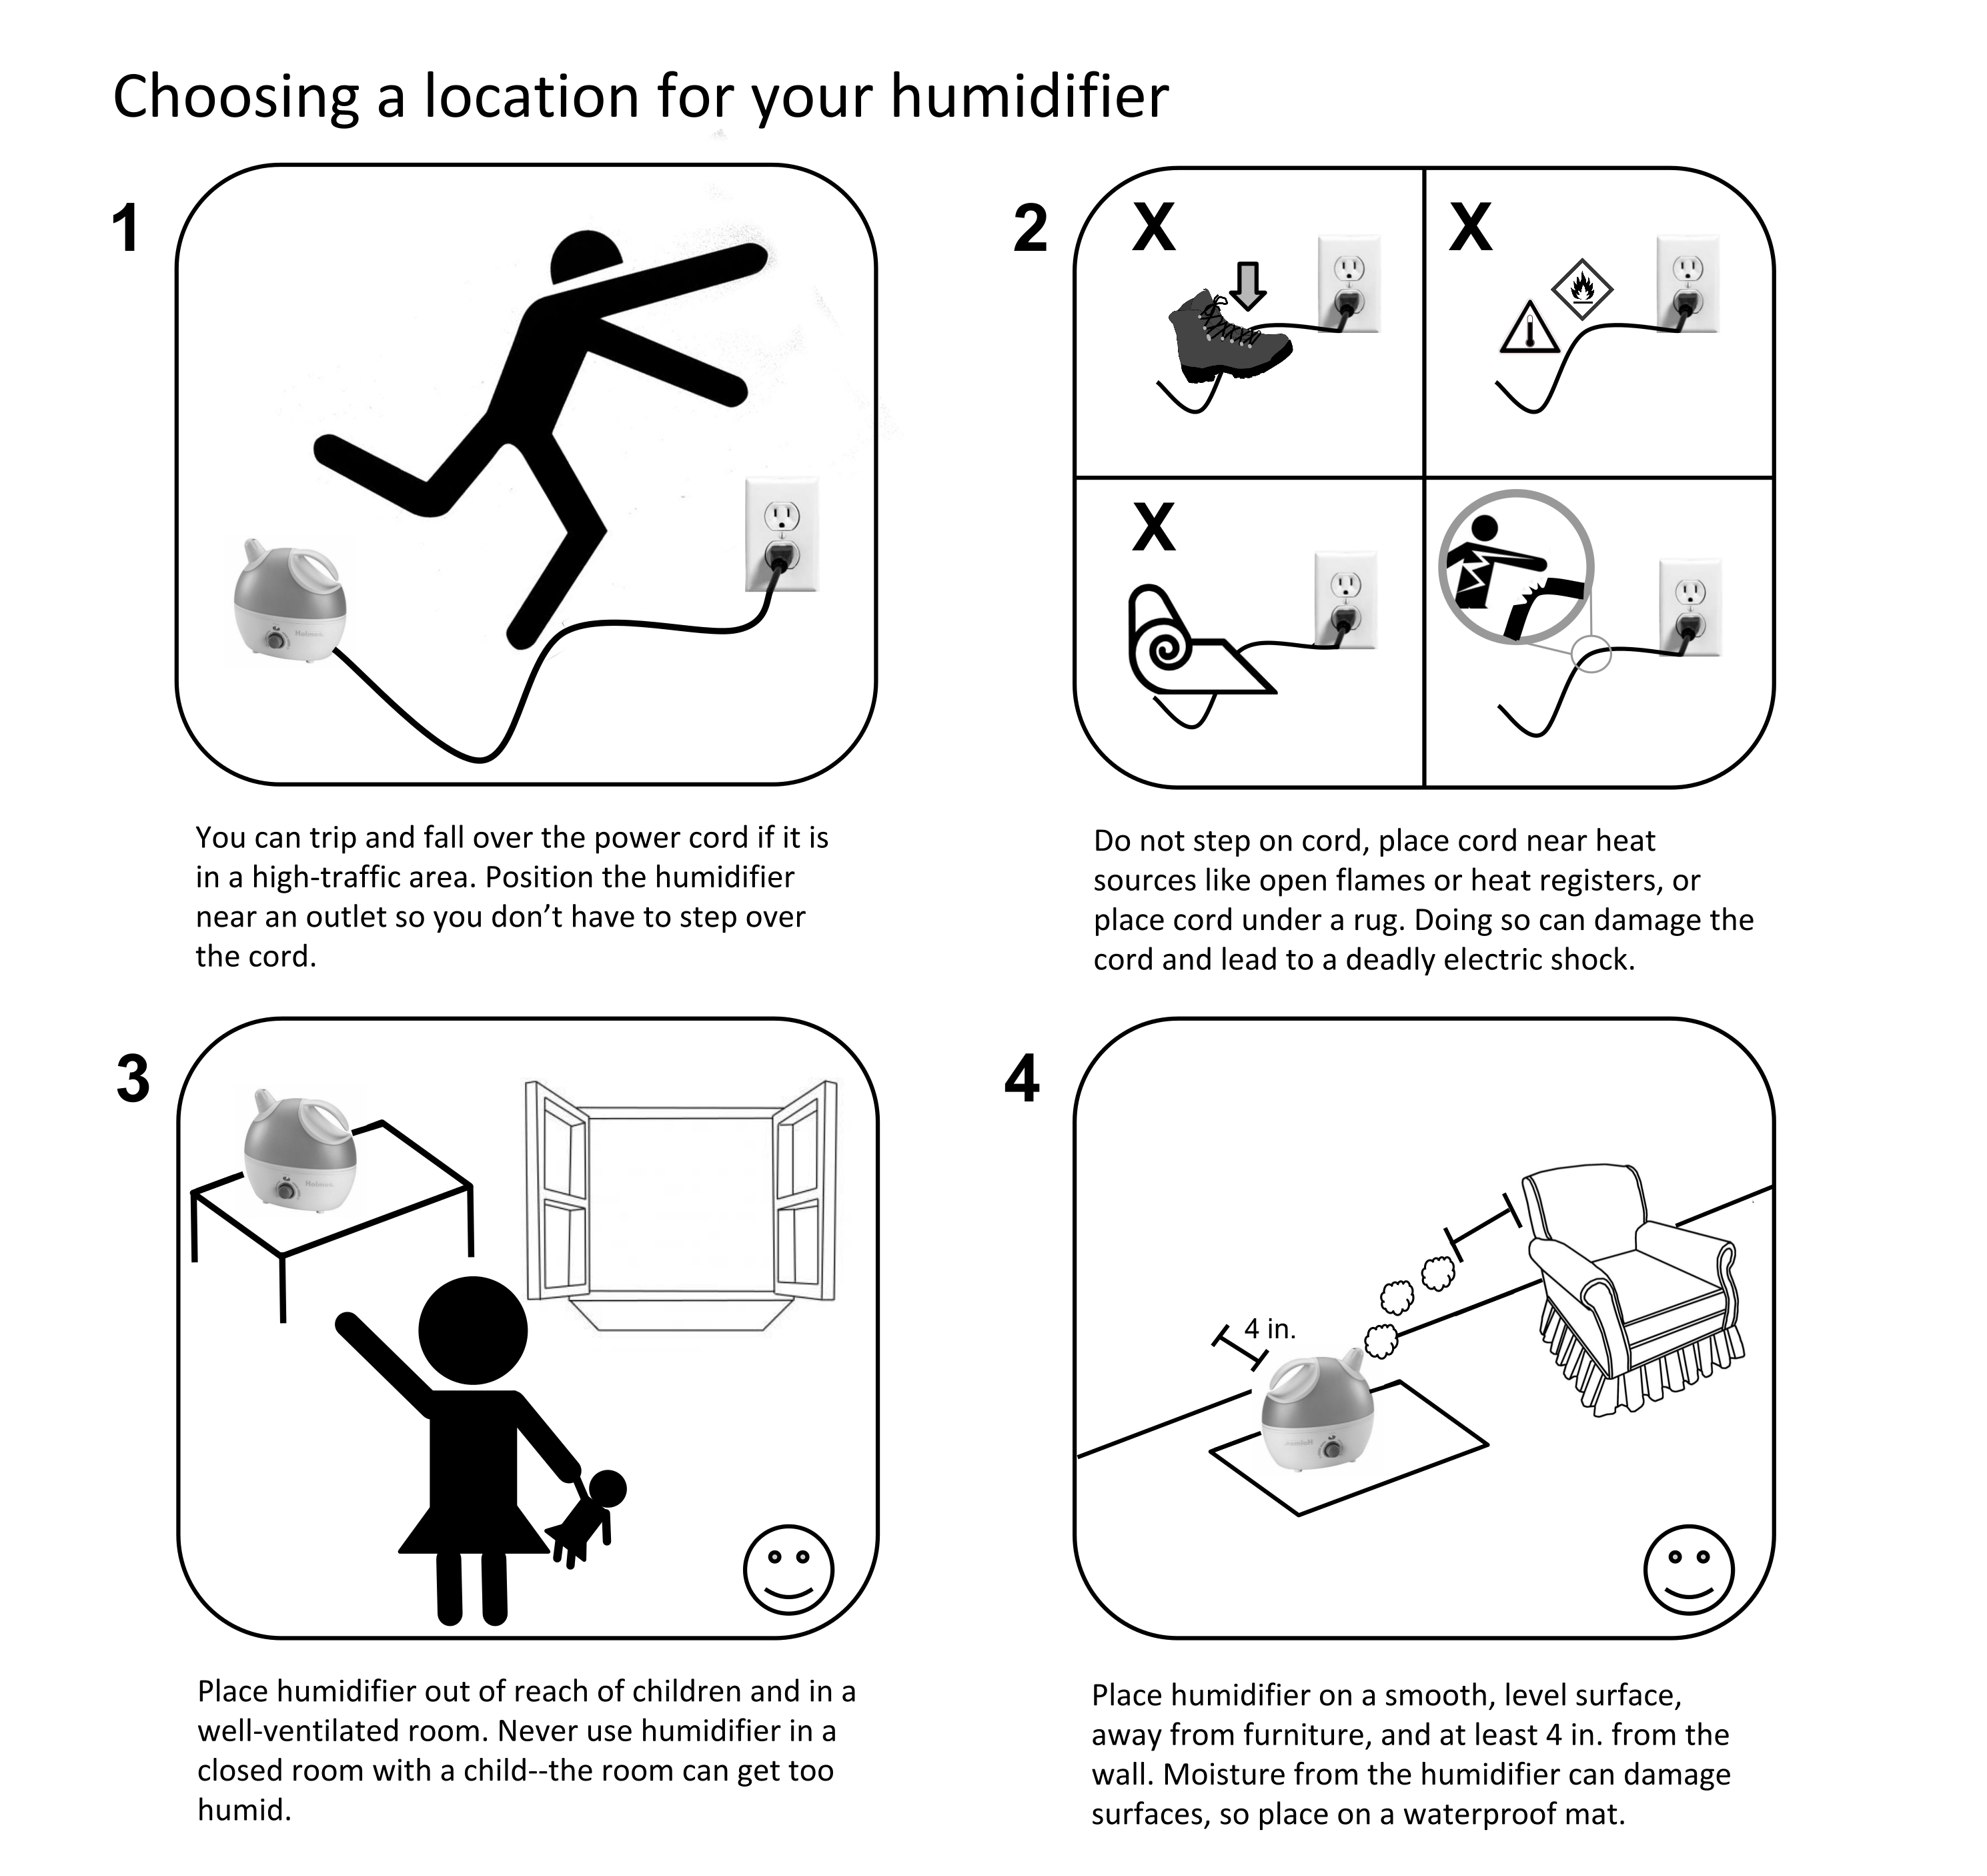 Choosing a location for your humidifier
1
2
X
X
X
You can trip and fall over the power cord if it is
in a high-traffic area. Position the humidifier
near an outlet so you don’t have to step over
the cord.
Do not step on cord, place cord near heat
sources like open flames or heat registers, or
place cord under a rug. Doing so can damage the
cord and lead to a deadly electric shock.
3
4
4 in.
Place humidifier out of reach of children and in a
well-ventilated room. Never use humidifier in a
closed room with a child--the room can get too
humid.
Place humidifier on a smooth, level surface,
away from furniture, and at least 4 in. from the
wall. Moisture from the humidifier can damage
surfaces, so place on a waterproof mat.